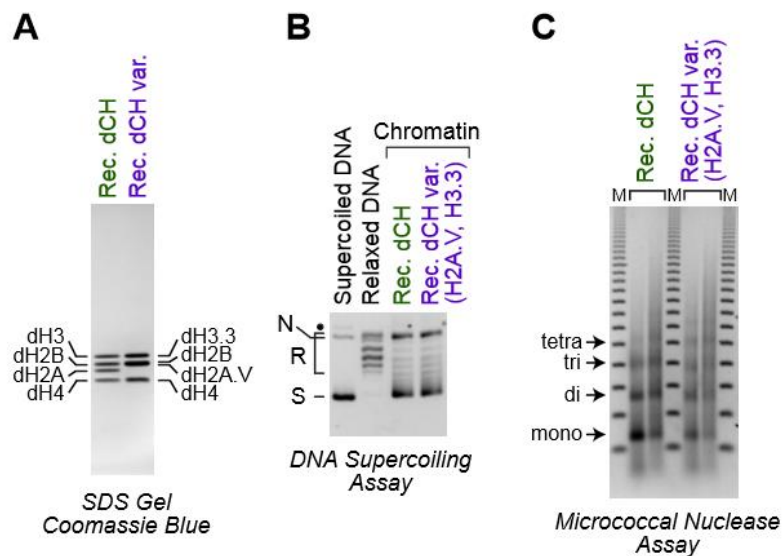 A
Rec. dCH
Rec. dCH var.
dH3
dH2B
dH2A
dH4
dH3.3
dH2B
dH2A.V
dH4
SDS Gel
Coomassie Blue
B
Chromatin
Supercoiled DNA
Relaxed DNA
Rec. dCH
Rec. dCH var.
(H2A.V, H3.3)
N
R
S
DNA Supercoiling
Assay
C
Rec. dCH
Rec. dCH var.
(H2A.V, H3.3)
M M M
tetra
tri
di
mono
Micrococcal Nuclease
Assay